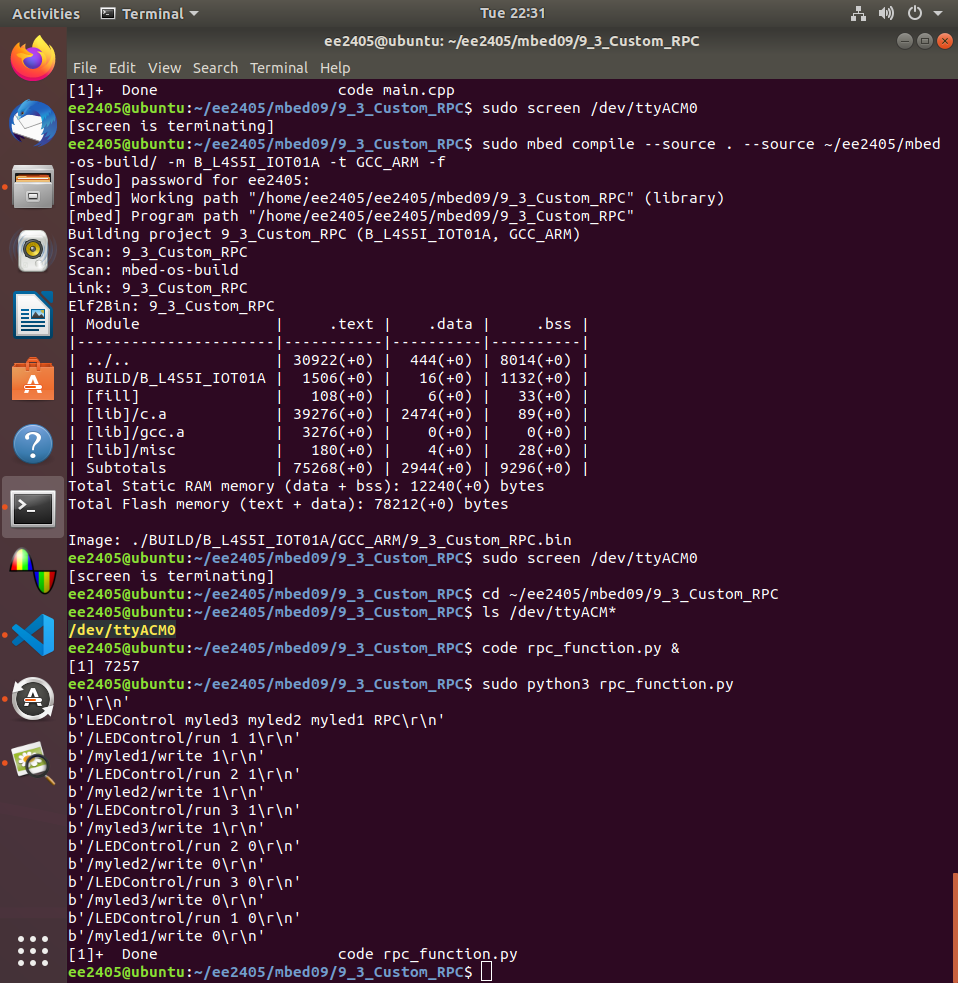 Activities Terminal Tue 22:31
ee2405@ubuntu: ~/ee2405/mbed09/9_3_Custom_RPC
File Edit View Search Terminal Help
[1]+  Done                    code main.cpp
ee2405@ubuntu:~/ee2405/mbed09/9_3_Custom_RPC$ sudo screen /dev/ttyACM0
[screen is terminating]
ee2405@ubuntu:~/ee2405/mbed09/9_3_Custom_RPC$ sudo mbed compile --source . --source ~/ee2405/mbed
-os-build/ -m B_L4S5I_IOT01A -t GCC_ARM -f
[sudo] password for ee2405:
[mbed] Working path "/home/ee2405/ee2405/mbed09/9_3_Custom_RPC" (library)
[mbed] Program path "/home/ee2405/ee2405/mbed09/9_3_Custom_RPC"
Building project 9_3_Custom_RPC (B_L4S5I_IOT01A, GCC_ARM)
Scan: 9_3_Custom_RPC
Scan: mbed-os-build
Link: 9_3_Custom_RPC
Elf2Bin: 9_3_Custom_RPC
| Module               |     .text |    .data |     .bss |
|----------------------|-----------|----------|----------|
| ../..                | 30922(+0) |  444(+0) | 8014(+0) |
| BUILD/B_L4S5I_IOT01A |  1506(+0) |   16(+0) | 1132(+0) |
| [fill]               |   108(+0) |    6(+0) |   33(+0) |
| [lib]/c.a            | 39276(+0) | 2474(+0) |   89(+0) |
| [lib]/gcc.a          |  3276(+0) |    0(+0) |    0(+0) |
| [lib]/misc           |   180(+0) |    4(+0) |   28(+0) |
| Subtotals            | 75268(+0) | 2944(+0) | 9296(+0) |
Total Static RAM memory (data + bss): 12240(+0) bytes
Total Flash memory (text + data): 78212(+0) bytes
Image: ./BUILD/B_L4S5I_IOT01A/GCC_ARM/9_3_Custom_RPC.bin
ee2405@ubuntu:~/ee2405/mbed09/9_3_Custom_RPC$ sudo screen /dev/ttyACM0
[screen is terminating]
ee2405@ubuntu:~/ee2405/mbed09/9_3_Custom_RPC$ cd ~/ee2405/mbed09/9_3_Custom_RPC
ee2405@ubuntu:~/ee2405/mbed09/9_3_Custom_RPC$ ls /dev/ttyACM*
/dev/ttyACM0
ee2405@ubuntu:~/ee2405/mbed09/9_3_Custom_RPC$ code rpc_function.py &
[1] 7257
ee2405@ubuntu:~/ee2405/mbed09/9_3_Custom_RPC$ sudo python3 rpc_function.py
b'\r\n'
b'LEDControl myled3 myled2 myled1 RPC\r\n'
b'/LEDControl/run 1 1\r\n'
b'/myled1/write 1\r\n'
b'/LEDControl/run 2 1\r\n'
b'/myled2/write 1\r\n'
b'/LEDControl/run 3 1\r\n'
b'/myled3/write 1\r\n'
b'/LEDControl/run 2 0\r\n'
b'/myled2/write 0\r\n'
b'/LEDControl/run 3 0\r\n'
b'/myled3/write 0\r\n'
b'/LEDControl/run 1 0\r\n'
b'/myled1/write 0\r\n'
[1]+  Done                    code rpc_function.py
ee2405@ubuntu:~/ee2405/mbed09/9_3_Custom_RPC$